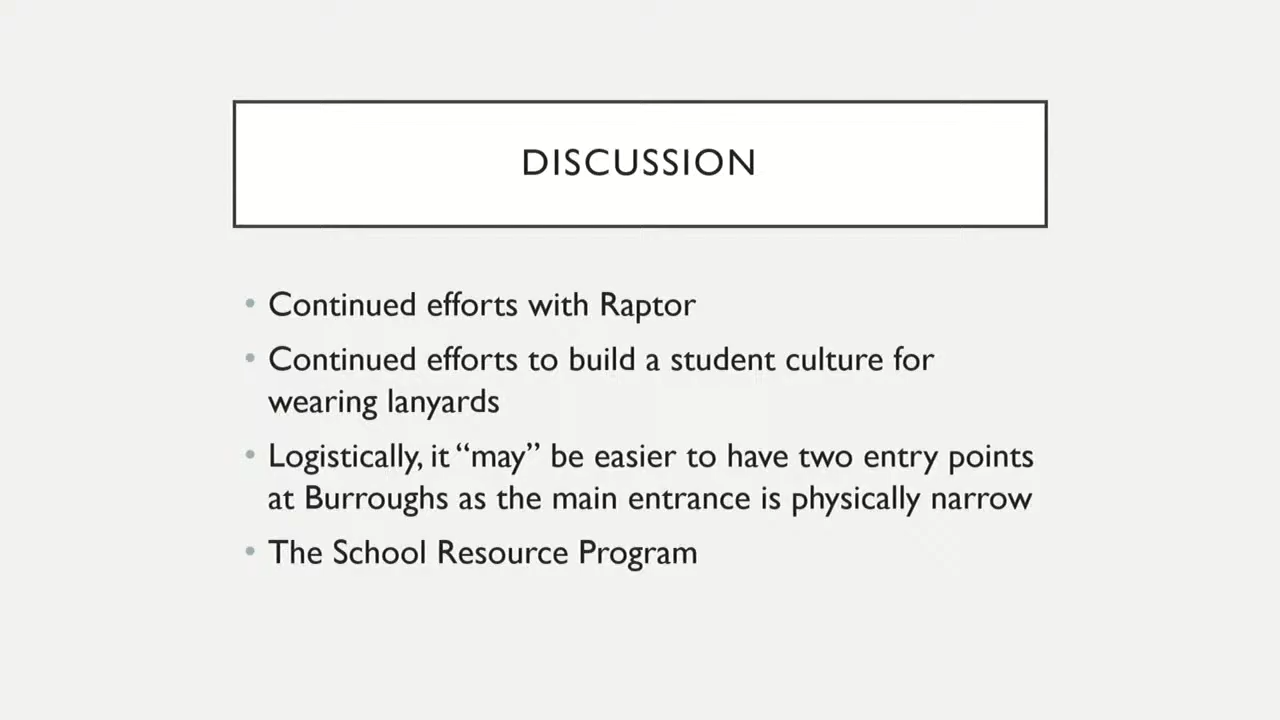 DISCUSSION
• Continued efforts with Raptor
• Continued efforts to build a student culture for
wearing lanyards
• Logistically, it “may” be easier to have two entry points
at Burroughs as the main entrance is physically narrow
• The School Resource Program